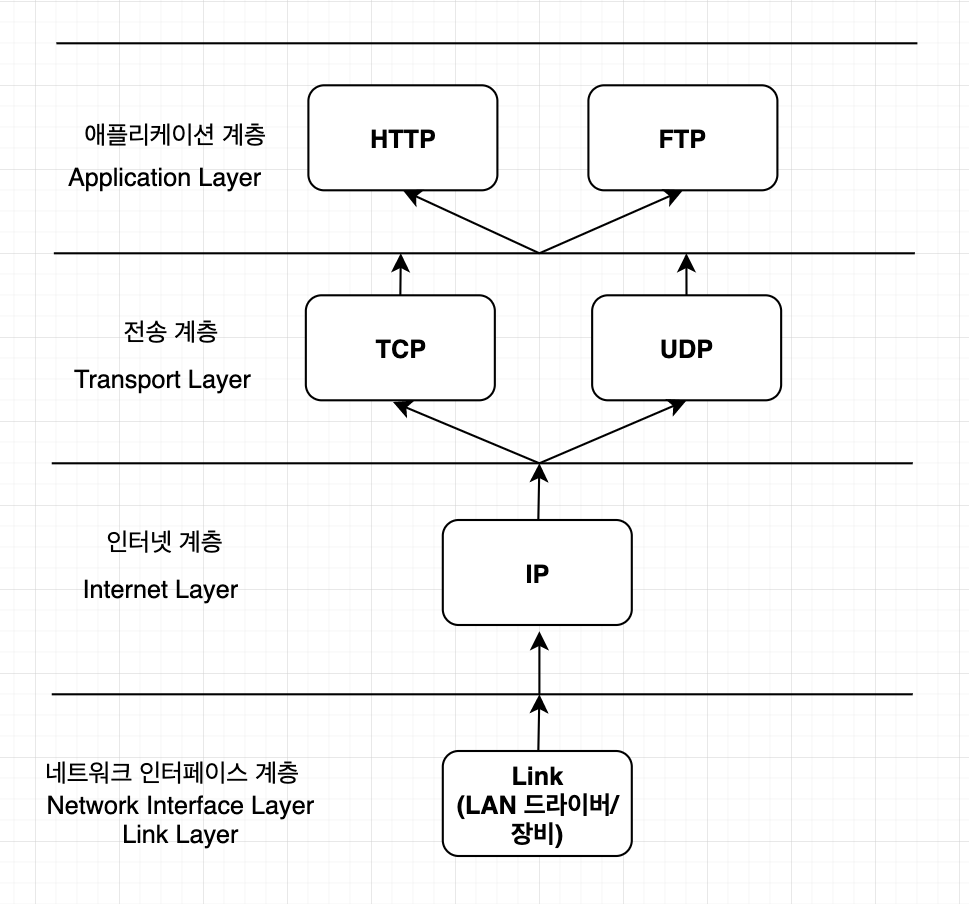 애플리케이션 계층
Application Layer
HTTP
FTP
전송 계층
Transport Layer
TCP
UDP
인터넷 계층
Internet Layer
IP
네트워크 인터페이스 계층
Network Interface Layer
Link Layer
Link
(LAN 드라이버/
장비)